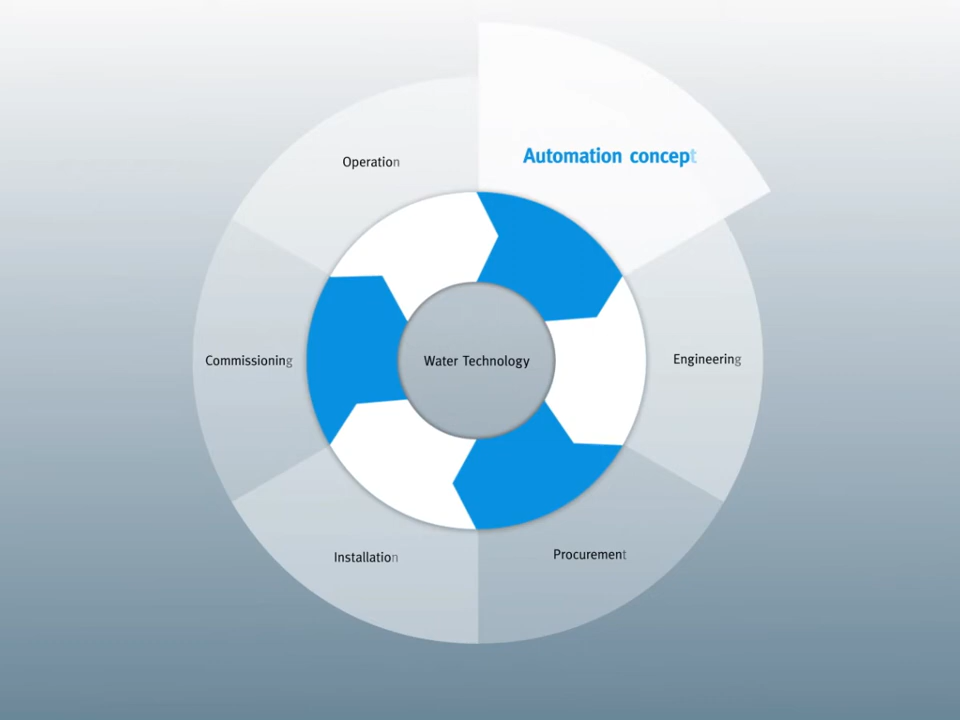 Automation concept
Operation
Engineering
Water Technology
Commissioning
Procurement
Installation